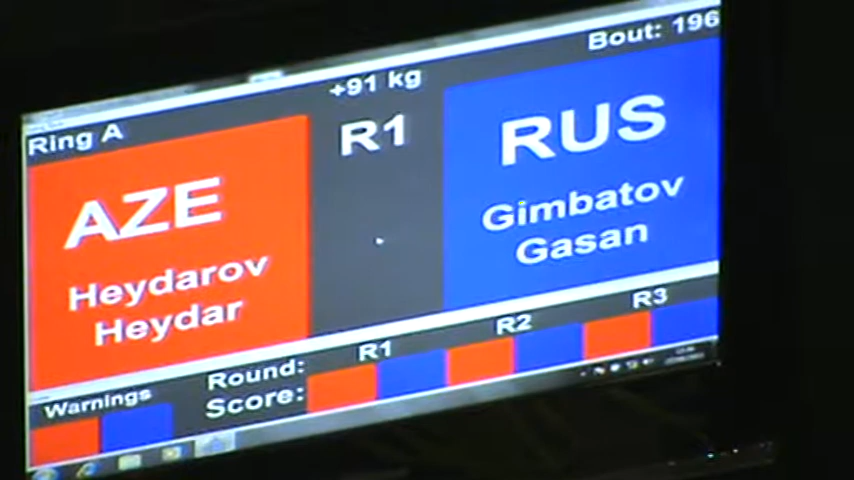 Bout: 196
+91 kg
Ring A
R1
AZE
Heydarov
Heydar
RUS
Gimbatov
Gasan
Round:
R1
R2
R3
Score:
Warnings